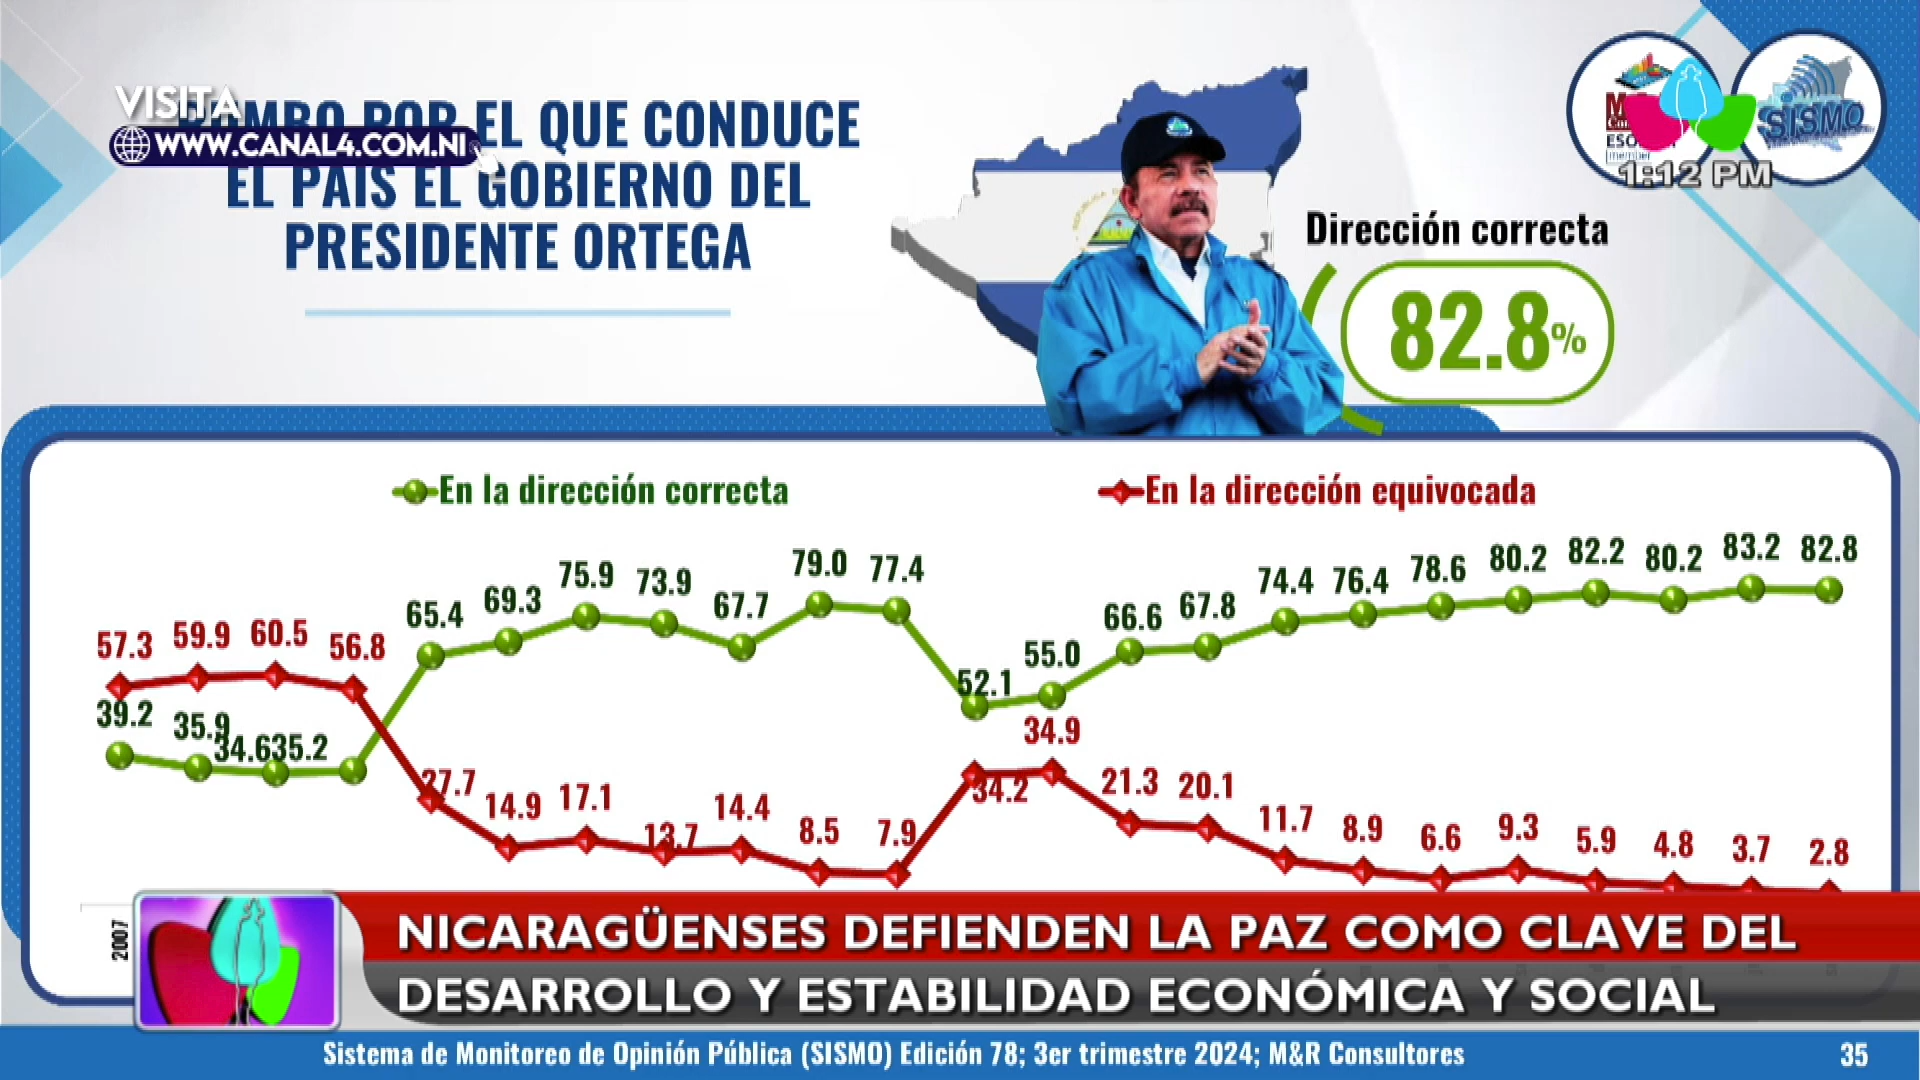 VISITA
WWW.CANAL4.COM.NI
RUMBO POR EL QUE CONDUCE
EL PAÍS EL GOBIERNO DEL
PRESIDENTE ORTEGA
SISMO
1:12 PM
Dirección correcta
82.8%
En la dirección correcta
En la dirección equivocada
57.3 59.9 60.5 56.8 65.4 69.3 75.9 73.9 67.7 79.0 77.4 52.1 55.0 66.6 67.8 74.4 76.4 78.6 80.2 82.2 80.2 83.2 82.8
39.2 35.9 34.6 35.2 27.7 14.9 17.1 13.7 14.4 8.5 7.9 34.2 34.9 21.3 20.1 11.7 8.9 6.6 9.3 5.9 4.8 3.7 2.8
2007
NICARAGÜENSES DEFIENDEN LA PAZ COMO CLAVE DEL
DESARROLLO Y ESTABILIDAD ECONÓMICA Y SOCIAL
Sistema de Monitoreo de Opinión Pública (SISMO) Edición 78; 3er trimestre 2024; M&R Consultores
35